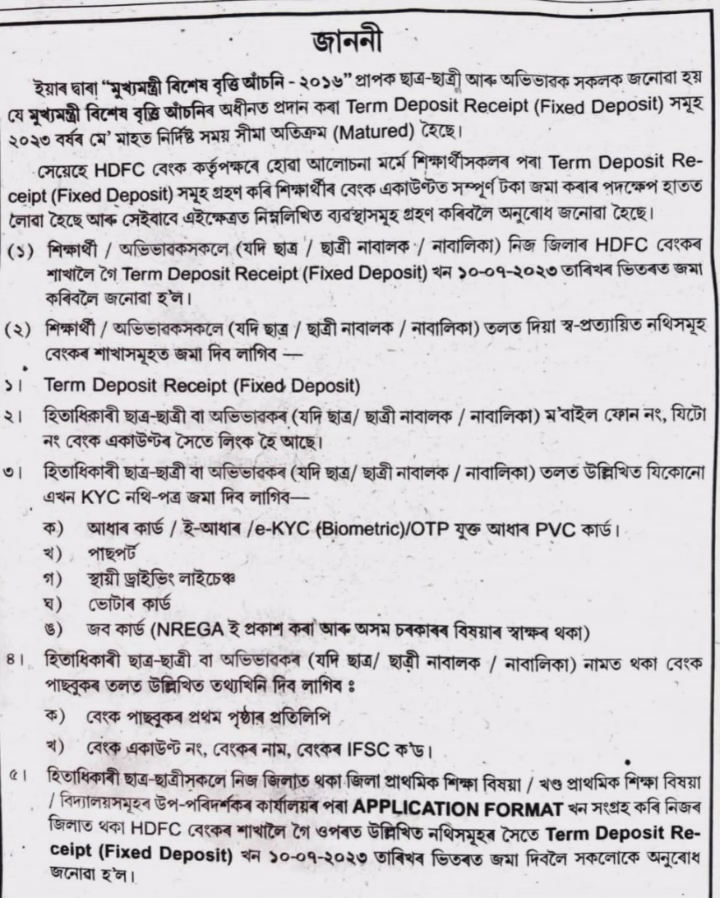 জাননী
ইয়াৰ দ্বাৰা “মুখ্যমন্ত্ৰী বিশেষ বৃত্তি আঁচনি - ২০১৬” প্ৰাপক ছাত্ৰ-ছাত্ৰী আৰু অভিভাৱক সকলক জনোৱা হয়
যে মুখ্যমন্ত্ৰী বিশেষ বৃত্তি আঁচনিৰ অধীনত প্ৰদান কৰা Term Deposit Receipt (Fixed Deposit) সমূহ
২০২৩ বৰ্ষৰ মে' মাহত নিৰ্দিষ্ট সময় সীমা অতিক্ৰম (Matured) হৈছে।
সেয়েহে HDFC বেংক কৰ্তৃপক্ষৰে হোৱা আলোচনা মৰ্মে শিক্ষাৰ্থীসকলৰ পৰা Term Deposit Re-
ceipt (Fixed Deposit) সমূহ গ্ৰহণ কৰি শিক্ষাৰ্থীৰ বেংক একাউণ্টত সম্পূৰ্ণ টকা জমা কৰাৰ পদক্ষেপ হাতত
লোৱা হৈছে আৰু সেইবাবে এইক্ষেত্ৰত নিম্নলিখিত ব্যৱস্থাসমূহ গ্ৰহণ কৰিবলৈ অনুৰোধ জনোৱা হৈছে।
(১) শিক্ষাৰ্থী / অভিভাৱকসকলে (যদি ছাত্ৰ / ছাত্ৰী নাবালক / নাবালিকা) নিজ জিলাৰ HDFC বেংকৰ
শাখালৈ গৈ Term Deposit Receipt (Fixed Deposit) খন ১০-০৭-২০২৩ তাৰিখৰ ভিতৰত জমা
কৰিবলৈ জনোৱা হ'ল।
(২) শিক্ষাৰ্থী / অভিভাৱকসকলে (যদি ছাত্ৰ / ছাত্ৰী নাবালক / নাবালিকা) তলত দিয়া স্ব-প্ৰত্যায়িত নথিসমূহ
বেংকৰ শাখাসমূহত জমা দিব লাগিব —
১। Term Deposit Receipt (Fixed Deposit)
২। হিতাধিকাৰী ছাত্ৰ-ছাত্ৰী বা অভিভাৱকৰ (যদি ছাত্ৰ/ ছাত্ৰী নাবালক / নাবালিকা) ম'বাইল ফোন নং, যিটো
নং বেংক একাউণ্টৰ সৈতে লিংক হৈ আছে।
৩। হিতাধিকাৰী ছাত্ৰ-ছাত্ৰী বা অভিভাৱকৰ (যদি ছাত্ৰ/ ছাত্ৰী নাবালক / নাবালিকা) তলত উল্লিখিত যিকোনো
এখন KYC নথি-পত্ৰ জমা দিব লাগিব—
ক) আধাৰ কাৰ্ড / ই-আধাৰ /e-KYC (Biometric)/OTP যুক্ত আধাৰ PVC কাৰ্ড।
খ) পাছপৰ্ট
গ) স্থায়ী ড্ৰাইভিং লাইচেঞ্চ
ঘ) ভোটাৰ কাৰ্ড
ঙ) জব কাৰ্ড (NREGA ই প্ৰকাশ কৰা আৰু অসম চৰকাৰৰ বিষয়াৰ স্বাক্ষৰ থকা)
৪। হিতাধিকাৰী ছাত্ৰ-ছাত্ৰী বা অভিভাৱকৰ (যদি ছাত্ৰ/ ছাত্ৰী নাবালক / নাবালিকা) নামত থকা বেংক
পাছবুকৰ তলত উল্লিখিত তথ্যখিনি দিব লাগিব ঃ
ক) বেংক পাছবুকৰ প্ৰথম পৃষ্ঠাৰ প্ৰতিলিপি
খ) বেংক একাউণ্ট নং, বেংকৰ নাম, বেংকৰ IFSC ক'ড।
৫। হিতাধিকাৰী ছাত্ৰ-ছাত্ৰীসকলে নিজ জিলাত থকা জিলা প্ৰাথমিক শিক্ষা বিষয়া / খণ্ড প্ৰাথমিক শিক্ষা বিষয়া
/ বিদ্যালয়সমূহৰ উপ-পৰিদৰ্শকৰ কাৰ্যালয়ৰ পৰা APPLICATION FORMAT খন সংগ্ৰহ কৰি নিজৰ
জিলাত থকা HDFC বেংকৰ শাখালৈ গৈ ওপৰত উল্লিখিত নথিসমূহৰ সৈতে Term Deposit Re-
ceipt (Fixed Deposit) খন ১০-০৭-২০২৩ তাৰিখৰ ভিতৰত জমা দিবলৈ সকলোকে অনুৰোধ
জনোৱা হ'ল।